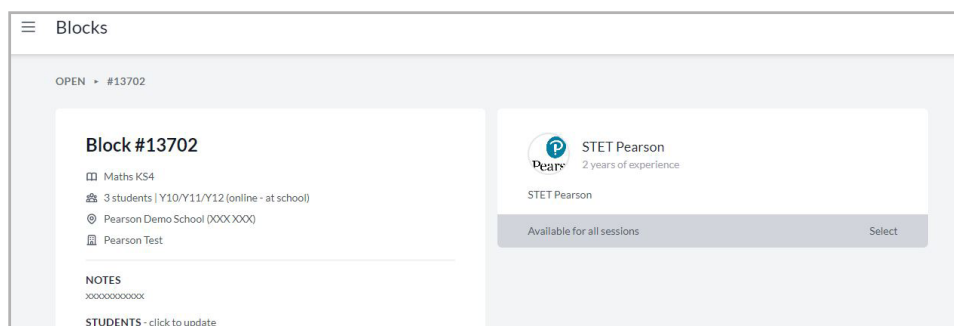 Blocks
OPEN ▸ #13702
Block #13702
Maths KS4
3 students | Y10/Y11/Y12 (online - at school)
Pearson Demo School (XXX XXX)
Pearson Test
NOTES
xxxxxxxxxxx
STUDENTS - click to update
P
Pears
STET Pearson
2 years of experience
STET Pearson
Available for all sessions Select